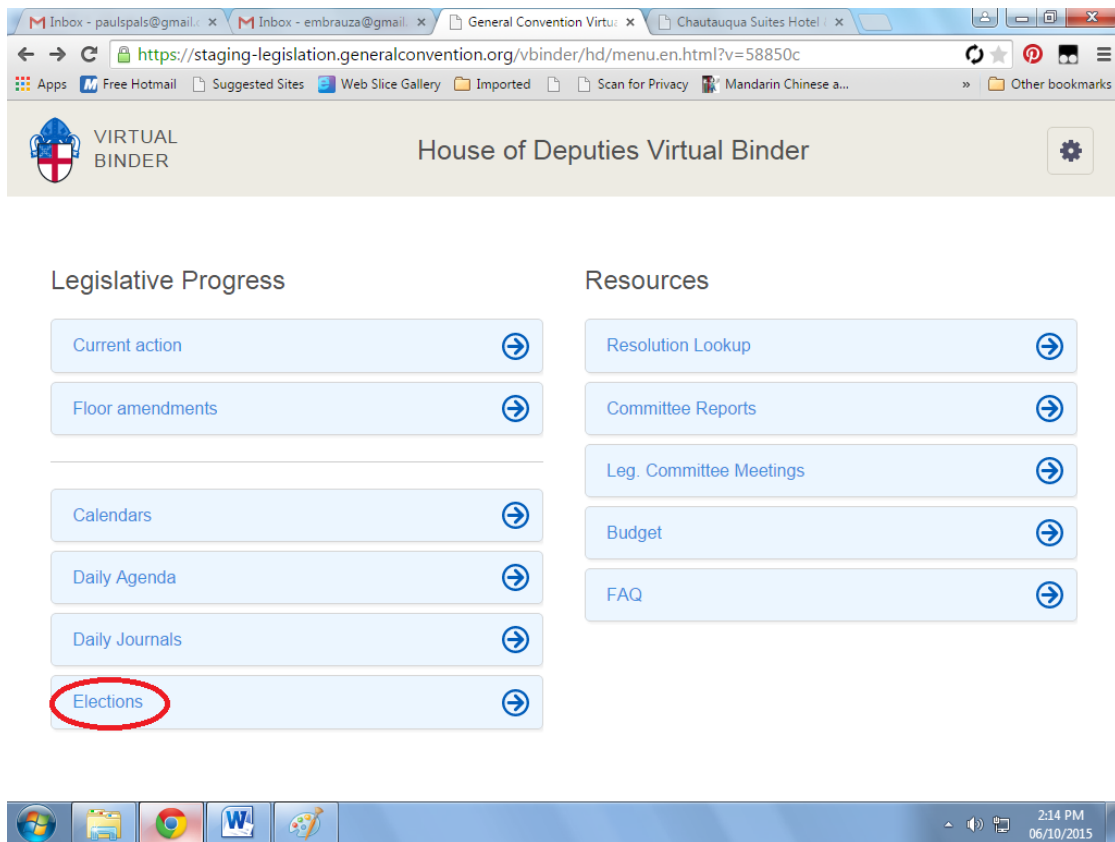 Inbox - paulspals@gmail.c
Inbox - embrauza@gmail.
General Convention Virtua
Chautauqua Suites Hotel &
https://staging-legislation.generalconvention.org/vbinder/hd/menu.en.html?v=58850c
Apps
Free Hotmail
Suggested Sites
Web Slice Gallery
Imported
Scan for Privacy
Mandarin Chinese a...
»
Other bookmarks
VIRTUAL
BINDER
House of Deputies Virtual Binder
Legislative Progress
Current action
Floor amendments
Calendars
Daily Agenda
Daily Journals
Elections
Resources
Resolution Lookup
Committee Reports
Leg. Committee Meetings
Budget
FAQ
2:14 PM
06/10/2015